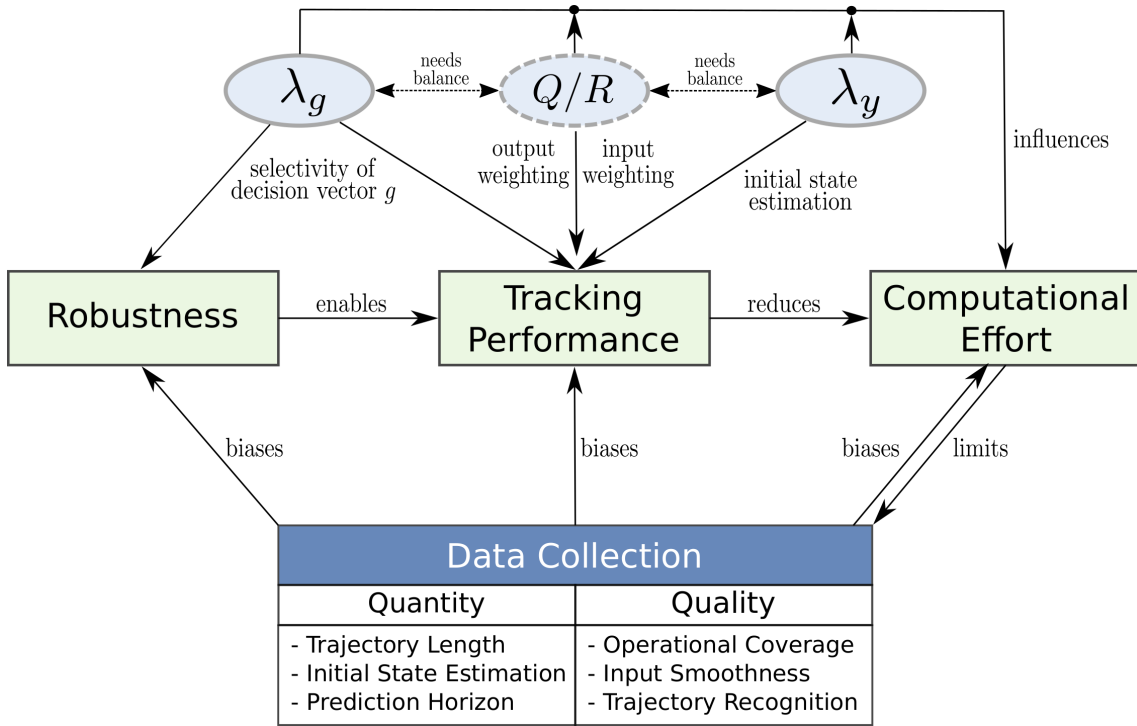 needs
balance
needs
balance
λ_g
Q/R
λ_y
influences
output
weighting
input
weighting
selectivity of
decision vector g
initial state
estimation
Robustness
enables
Tracking
Performance
reduces
Computational
Effort
biases
biases
biases
limits
Data Collection
Quantity
Quality
- Trajectory Length
- Initial State Estimation
- Prediction Horizon
- Operational Coverage
- Input Smoothness
- Trajectory Recognition